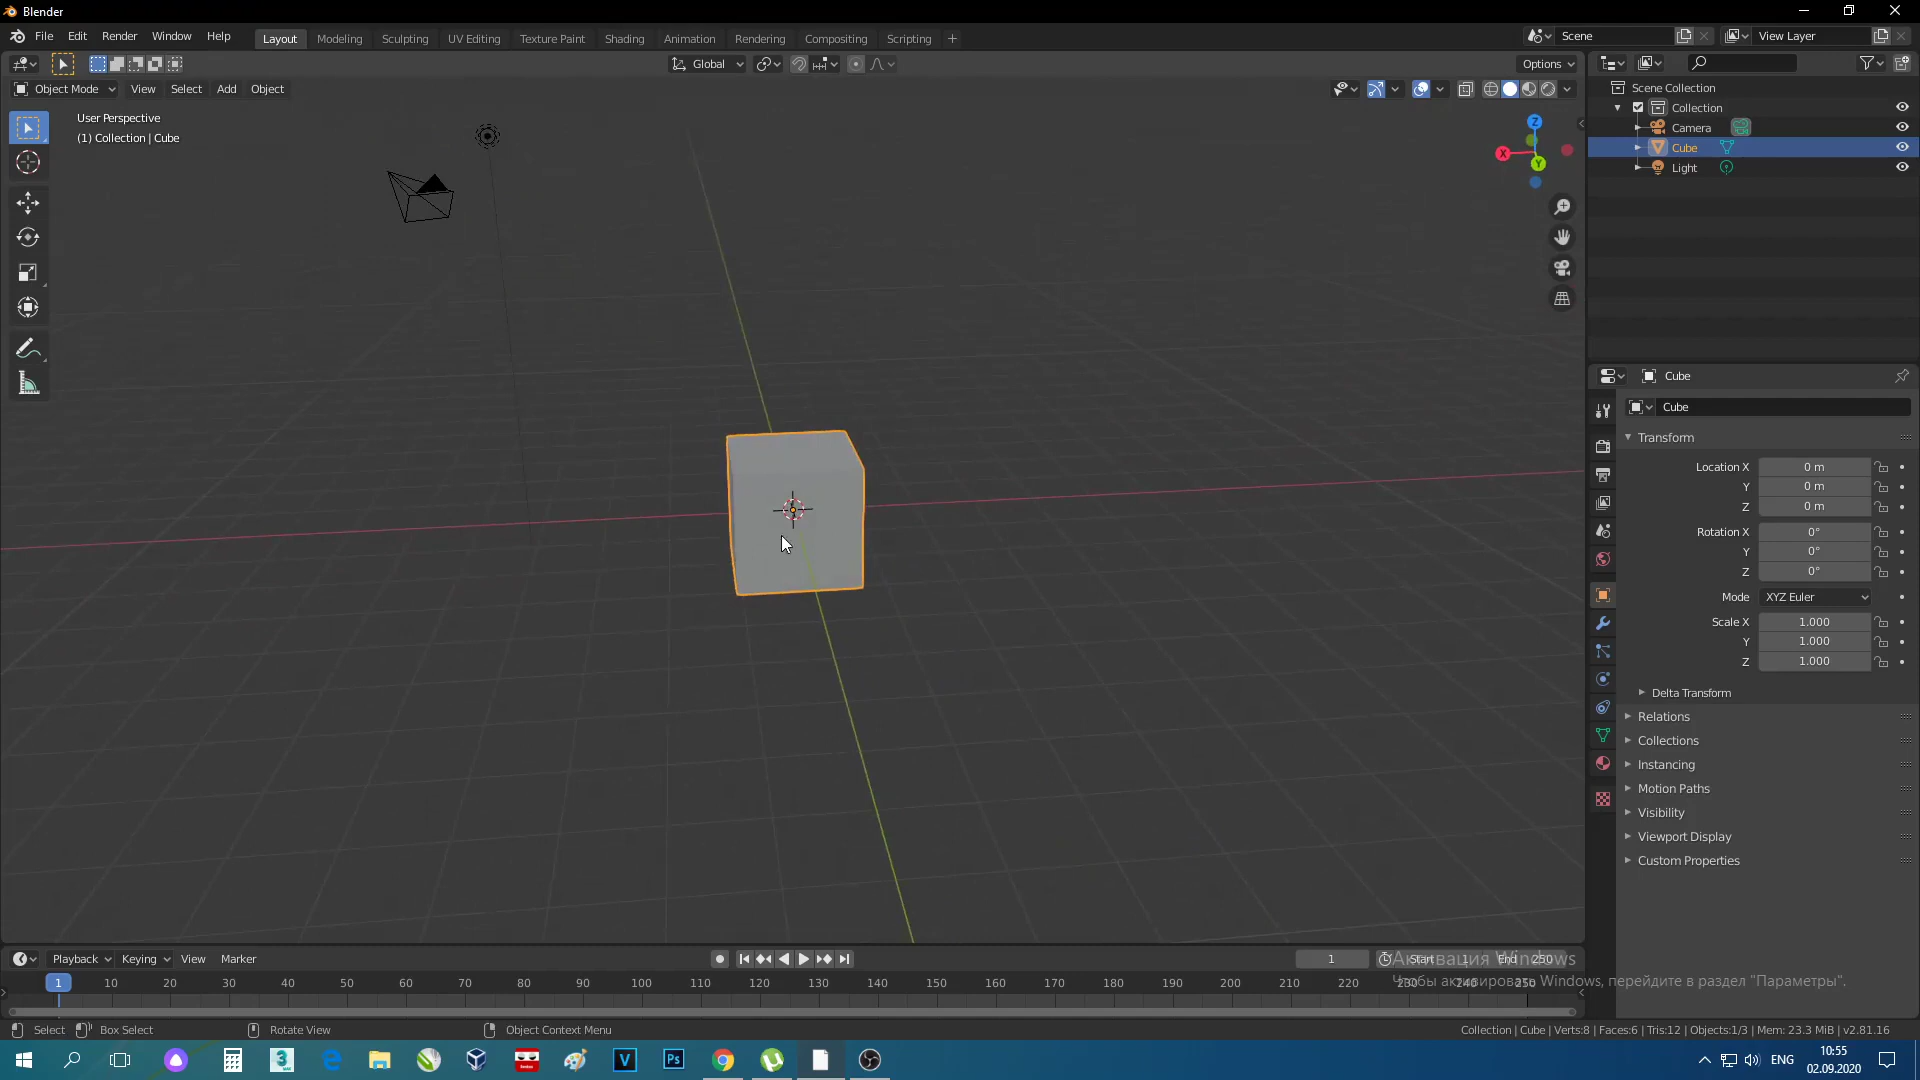 Blender
File Edit Render Window Help Layout Modeling Sculpting UV Editing Texture Paint Shading Animation Rendering Compositing Scripting + Scene View Layer
Global Options
Object Mode View Select Add Object
User Perspective
(1) Collection | Cube
Z
X
Y
Scene Collection
Collection
Camera
Cube
Light
Cube
Cube
Transform
Location X 0 m
Y 0 m
Z 0 m
Rotation X 0°
Y 0°
Z 0°
Mode XYZ Euler
Scale X 1.000
Y 1.000
Z 1.000
Delta Transform
Relations
Collections
Instancing
Motion Paths
Visibility
Viewport Display
Custom Properties
Playback Keying View Marker 1 Start 1 End 250
Активация Windows
Чтобы активировать Windows, перейдите в раздел "Параметры".
1 10 20 30 40 50 60 70 80 90 100 110 120 130 140 150 160 170 180 190 200 210 220 230 240 250
Select Box Select Rotate View Object Context Menu Collection | Cube | Verts:8 | Faces:6 | Tris:12 | Objects:1/3 | Mem: 23.3 MiB | v2.81.16
3 V Ps ENG 10:55
02.09.2020